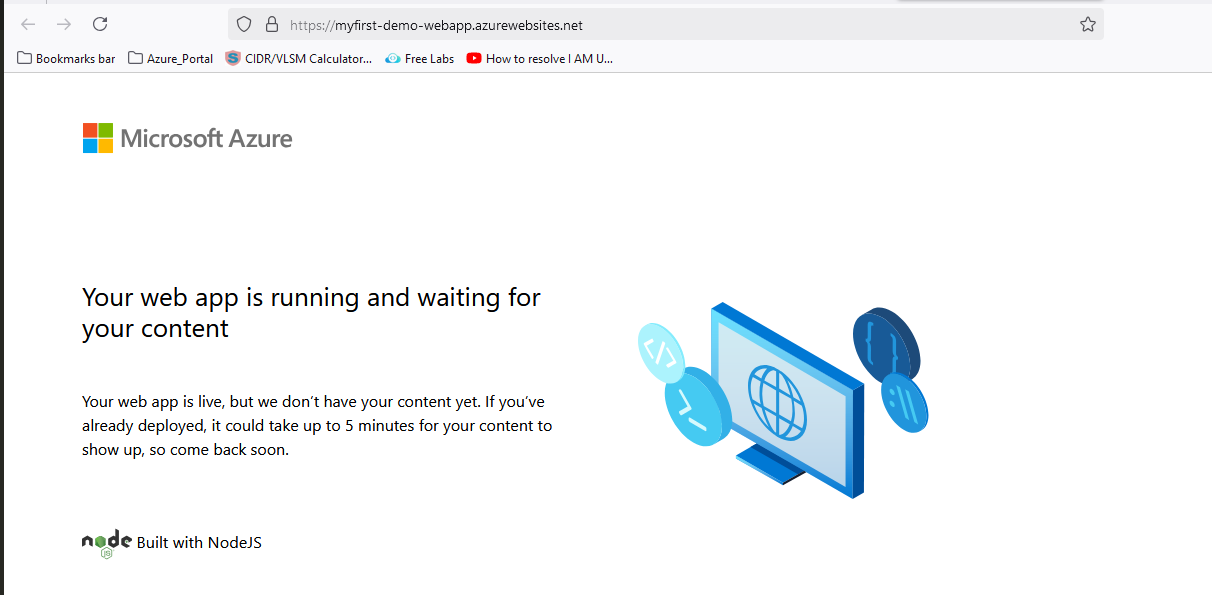 https://myfirst-demo-webapp.azurewebsites.net
Bookmarks bar Azure_Portal S CIDR/VLSM Calculator... Free Labs How to resolve I AM U...
Microsoft Azure
Your web app is running and waiting for
your content
Your web app is live, but we don’t have your content yet. If you’ve
already deployed, it could take up to 5 minutes for your content to
show up, so come back soon.
node JS Built with NodeJS